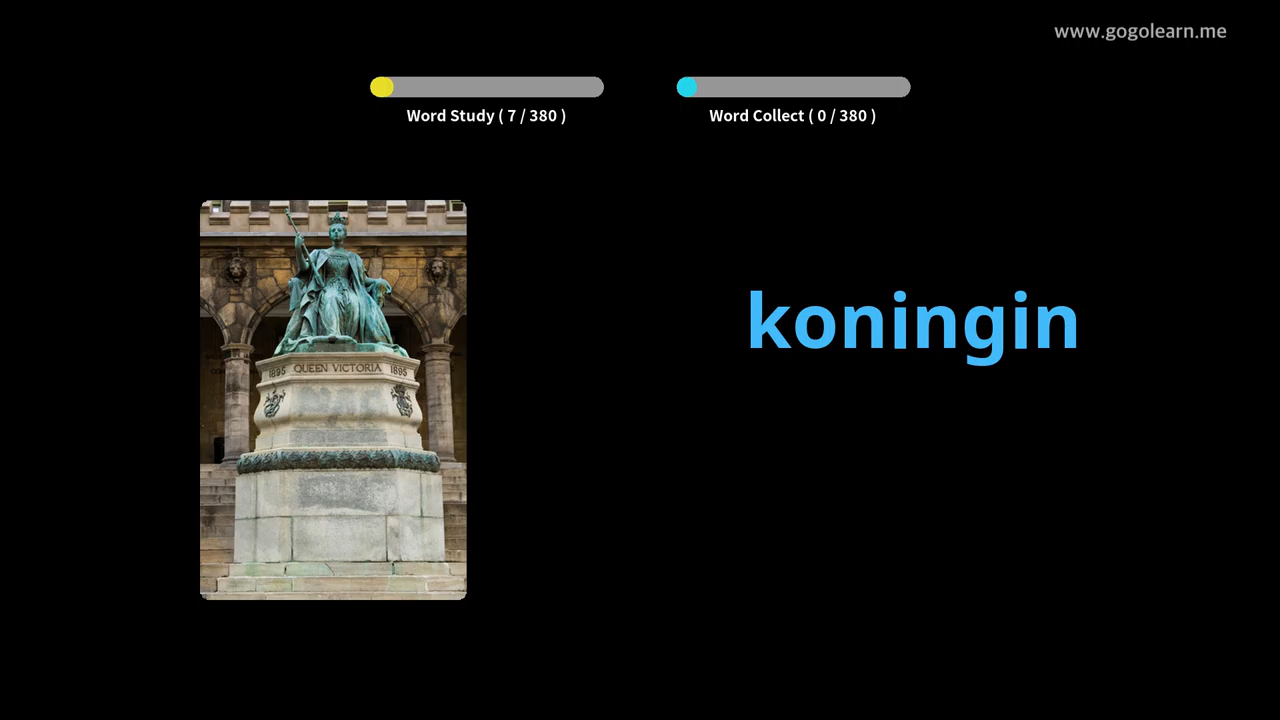 www.gogolearn.me
Word Study ( 7 / 380 )
Word Collect ( 0 / 380 )
koningin
1895 QUEEN VICTORIA 1895